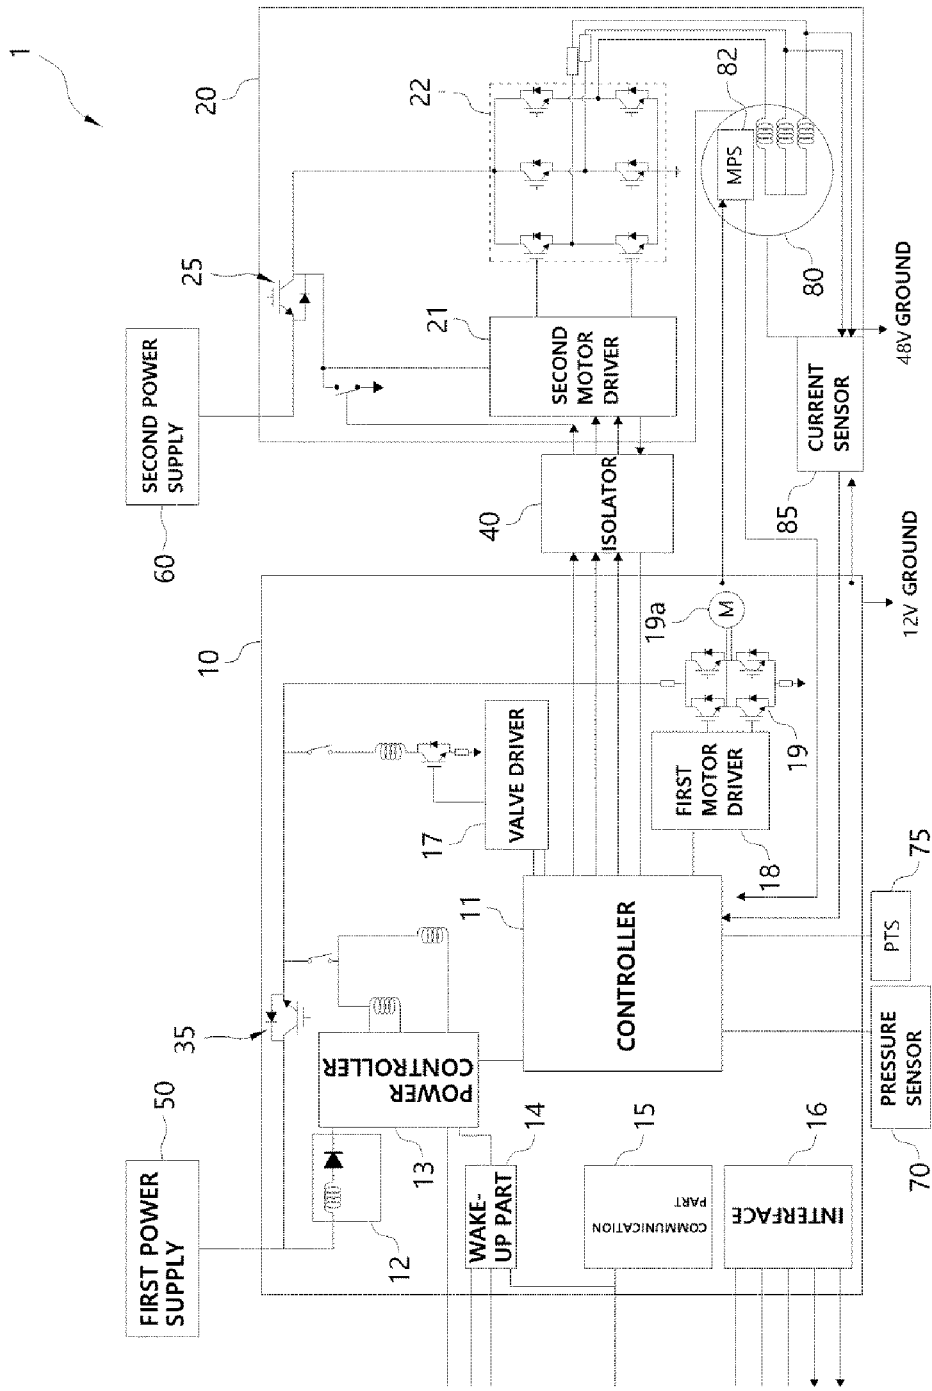 1
FIRST POWER
SUPPLY
50
SECOND POWER
SUPPLY
60
10
20
35
25
12
POWER
CONTROLLER
13
WAKE-
UP PART
14
COMMUNICATION
PART
15
INTERFACE
16
CONTROLLER
11
VALVE DRIVER
17
FIRST
MOTOR
DRIVER
18
19
M
19a
ISOLATOR
40
SECOND
MOTOR
DRIVER
21
22
MPS
82
80
CURRENT
SENSOR
85
PRESSURE
SENSOR
70
PTS
75
12V GROUND
48V GROUND